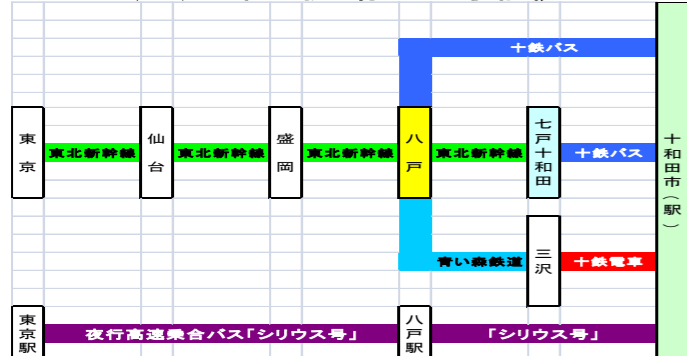 十鉄バス
東京
東北新幹線
仙台
東北新幹線
盛岡
東北新幹線
八戸
東北新幹線
七戸十和田
十鉄バス
十和田市(駅)
青い森鉄道
三沢
十鉄電車
東京駅
夜行高速乗合バス「シリウス号」
八戸駅
「シリウス号」